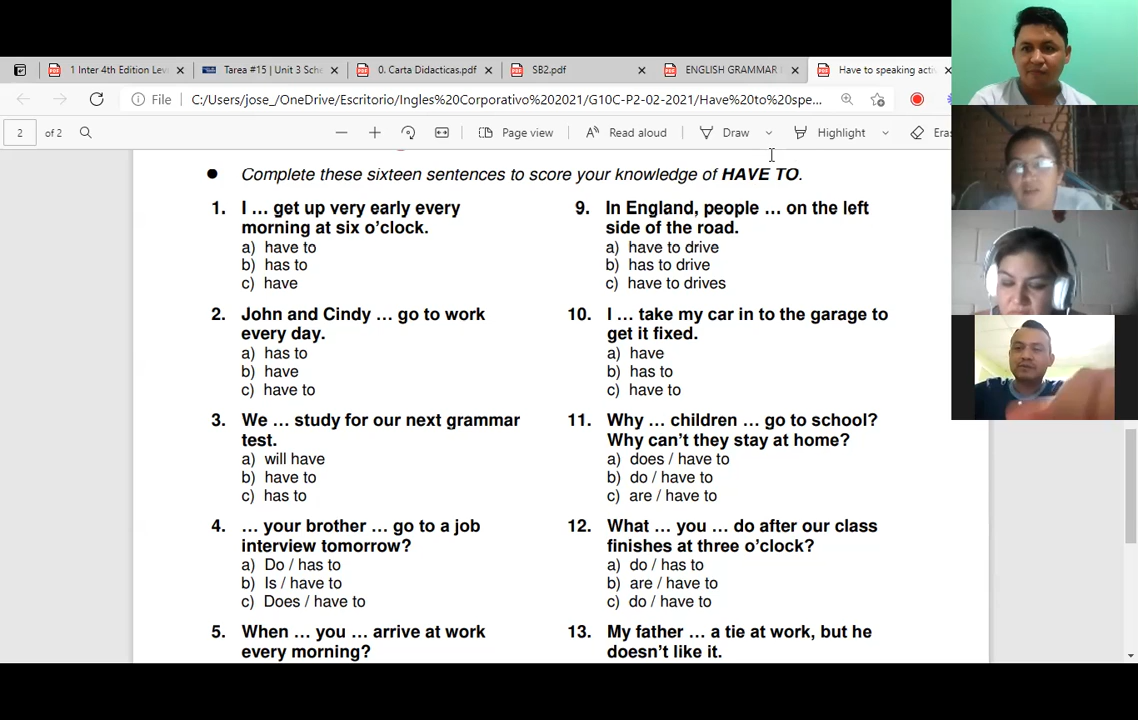 1 Inter 4th Edition Lev
Tarea #15 | Unit 3 Sch
0. Carta Didacticas.pdf
SB2.pdf
ENGLISH GRAMMAR
Have to speaking acti
File
C:/Users/jose_/OneDrive/Escritorio/Ingles%20Corporativo%202021/G10C-P2-02-2021/Have%20to%20spe...
2
of 2
Page view
Read aloud
Draw
Highlight
Eras
● Complete these sixteen sentences to score your knowledge of HAVE TO.
1. I ... get up very early every
morning at six o'clock.
a) have to
b) has to
c) have
2. John and Cindy ... go to work
every day.
a) has to
b) have
c) have to
3. We ... study for our next grammar
test.
a) will have
b) have to
c) has to
4. ... your brother ... go to a job
interview tomorrow?
a) Do / has to
b) Is / have to
c) Does / have to
5. When ... you ... arrive at work
every morning?
9. In England, people ... on the left
side of the road.
a) have to drive
b) has to drive
c) have to drives
10. I ... take my car in to the garage to
get it fixed.
a) have
b) has to
c) have to
11. Why ... children ... go to school?
Why can't they stay at home?
a) does / have to
b) do / have to
c) are / have to
12. What ... you ... do after our class
finishes at three o'clock?
a) do / has to
b) are / have to
c) do / have to
13. My father ... a tie at work, but he
doesn't like it.